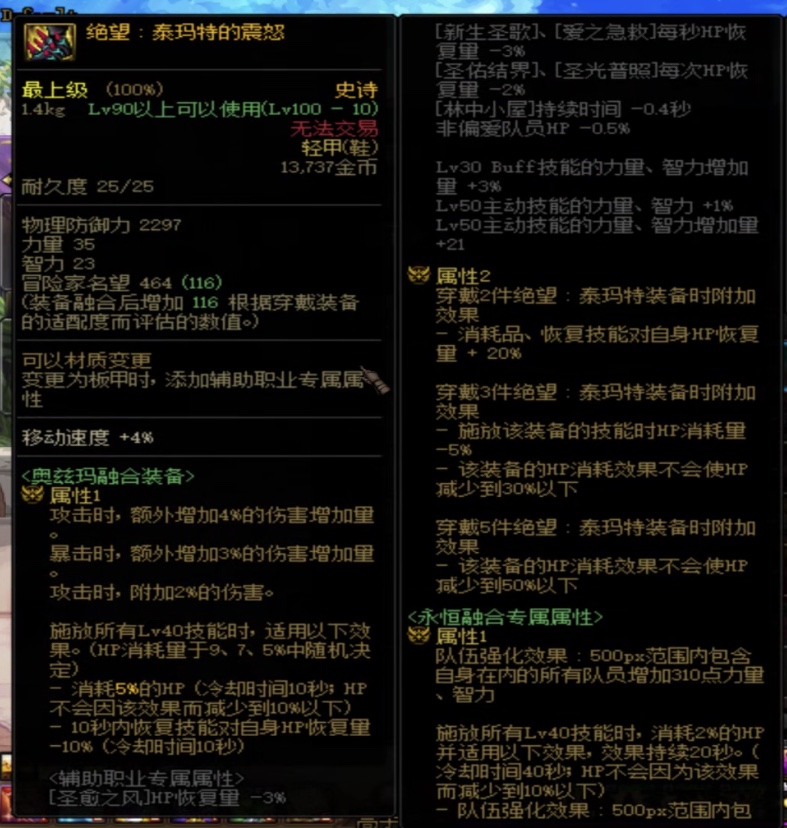 Default
绝望：泰玛特的震怒
最上级 (100%) 史诗
1.4kg Lv90以上可以使用(Lv100 - 10)
无法交易
轻甲(鞋)
13,737金币
耐久度 25/25
物理防御力 2297
力量 35
智力 23
冒险家名望 464 (116)
(装备融合后增加 116 根据穿戴装备
的适配度而评估的数值。)
可以材质变更
变更为板甲时，添加辅助职业专属属
性
移动速度 +4%
<奥兹玛融合装备>
属性1
攻击时，额外增加4%的伤害增加量
。
暴击时，额外增加3%的伤害增加量
。
攻击时，附加2%的伤害。
施放所有Lv40技能时，适用以下效
果。(HP消耗量于9、7、5%中随机决
定)
- 消耗5%的HP (冷却时间10秒；HP
不会因该效果而减少到10%以下)
- 10秒内恢复技能对自身HP恢复量
-10% (冷却时间10秒)
<辅助职业专属属性>
[圣愈之风]HP恢复量 -3%
[新生圣歌]、[爱之急救]每秒HP恢
复量 -3%
[圣佑结界]、[圣光普照]每次HP恢
复量 -2%
[林中小屋]持续时间 -0.4秒
非偏爱队员HP -0.5%
Lv30 Buff技能的力量、智力增加
量 +3%
Lv50主动技能的力量、智力 +1%
Lv50主动技能的力量、智力增加量
+21
属性2
穿戴2件绝望：泰玛特装备时附加
效果
- 消耗品、恢复技能对自身HP恢复
量 + 20%
穿戴3件绝望：泰玛特装备时附加
效果
- 施放该装备的技能时HP消耗量
-5%
- 该装备的HP消耗效果不会使HP
减少到30%以下
穿戴5件绝望：泰玛特装备时附加
效果
- 该装备的HP消耗效果不会使HP
减少到50%以下
<永恒融合专属属性>
属性1
队伍强化效果：500px范围内包含
自身在内的所有队员增加310点力量
、智力
施放所有Lv40技能时，消耗2%的HP
并适用以下效果，效果持续20秒。(
冷却时间40秒；HP不会因为该效果
而减少到10%以下)
- 队伍强化效果：500px范围内包